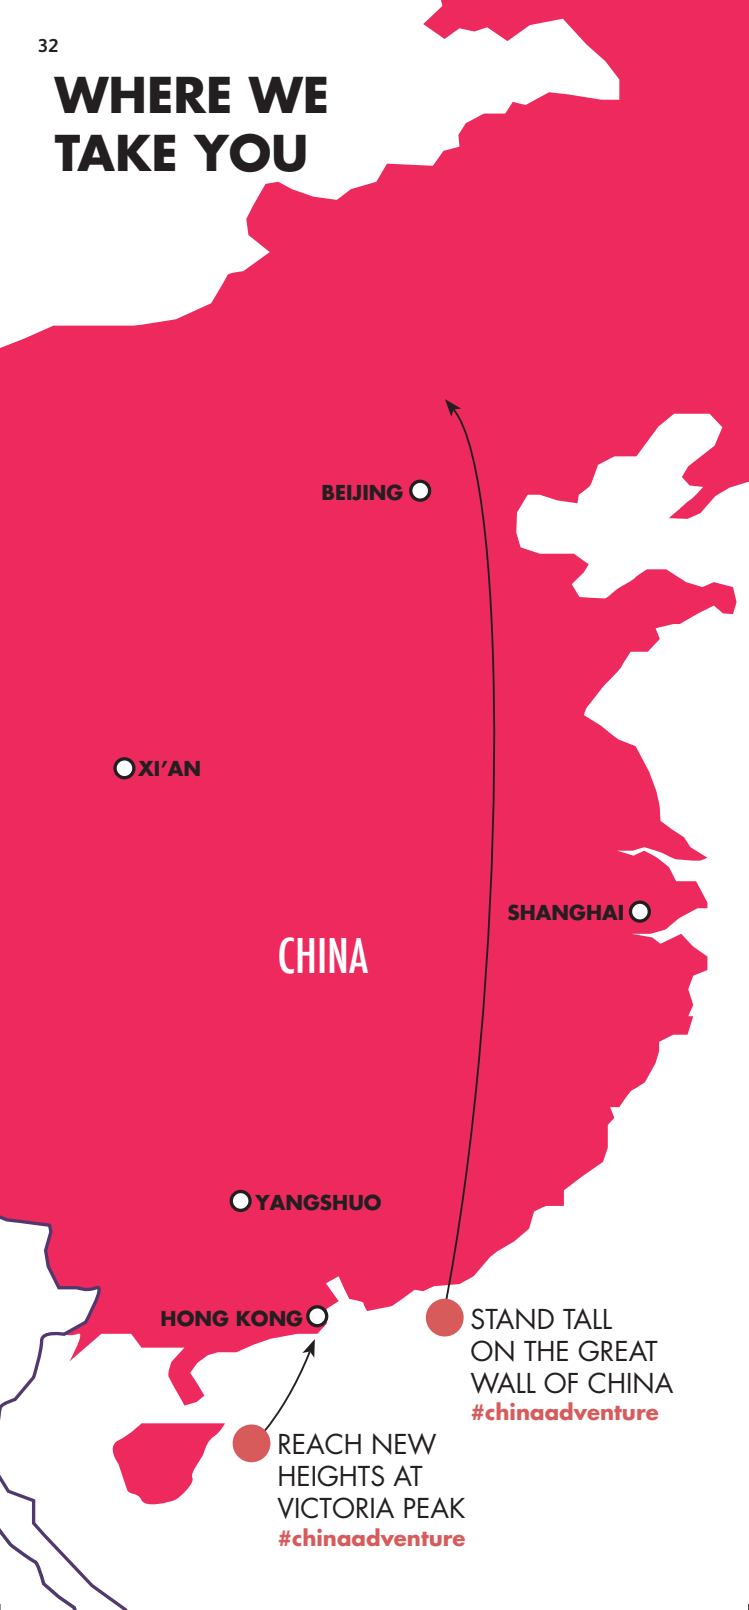 32
WHERE WE
TAKE YOU
BEIJING
XI’AN
SHANGHAI
CHINA
YANGSHUO
HONG KONG
STAND TALL
ON THE GREAT
WALL OF CHINA
#chinaadventure
REACH NEW
HEIGHTS AT
VICTORIA PEAK
#chinaadventure